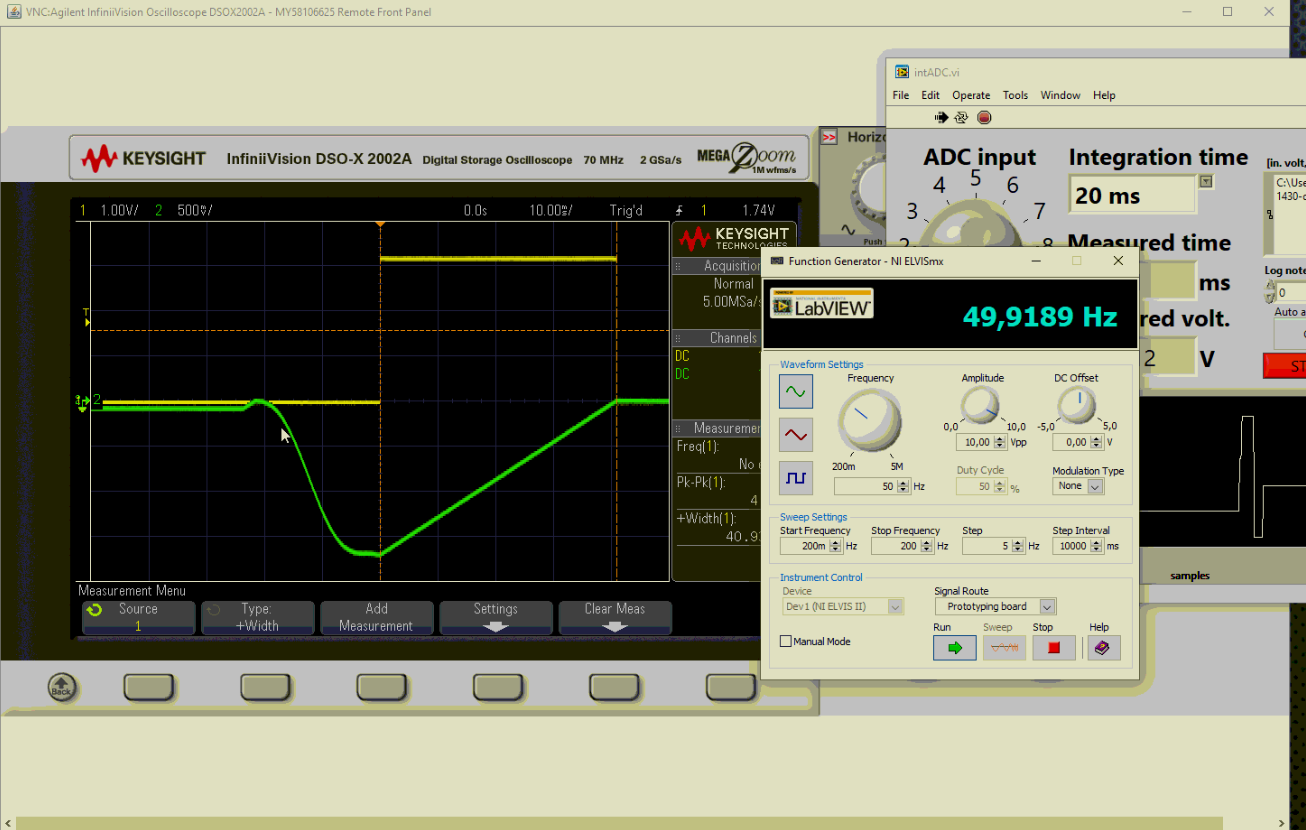 VNC:Agilent InfiniiVision Oscilloscope DSOX2002A - MY58106625 Remote Front Panel
intADC.vi
File Edit Operate Tools Window Help
KEYSIGHT InfiniiVision DSO-X 2002A Digital Storage Oscilloscope 70 MHz 2 GSa/s MEGA Zoom
1M wfms/s
>> Horiz
Push
ADC input
2 3 4 5 6 7 8
Integration time
20 ms
Measured time
ms
red volt.
2 V
[in. volt,
C:\Use
1430-
Log note
0
Auto a
ST
samples
1 1.00V/ 2 500▿/ 0.0s 10.00▿/ Trig'd 1 1.74V
T
2
KEYSIGHT
TECHNOLOGIES
Acquisition
Normal
5.00MSa/
Channels
DC
DC
Measuremen
Freq(1):
No
Pk-Pk(1):
4
+Width(1):
40.9
Measurement Menu
Source
1
Type:
+Width
Add
Measurement
Settings
Clear Meas
Back
Function Generator - NI ELVISmx
LabVIEW
49,9189 Hz
Waveform Settings
Frequency Amplitude DC Offset
0,0 10,0 -5,0 5,0
10,00 Vpp 0,00 V
200m 5M
50 Hz
Duty Cycle
50 %
Modulation Type
None
Sweep Settings
Start Frequency Stop Frequency Step Step Interval
200m Hz 200 Hz 5 Hz 10000 ms
Instrument Control
Device Signal Route
Dev1 (NI ELVIS II) Prototyping board
Run Sweep Stop Help
Manual Mode